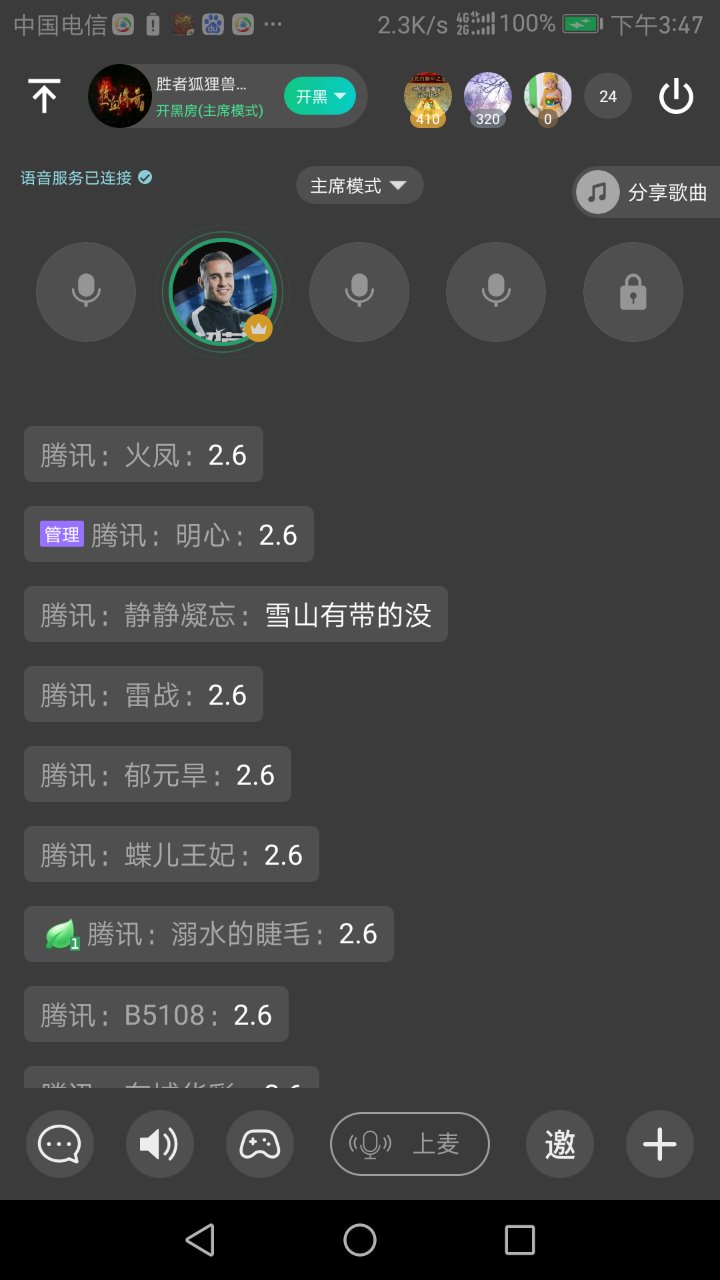 中国电信
2.3K/s
4G
2G
100%
下午3:47
胜者狐狸兽...
开黑房(主席模式)
开黑
410
320
0
24
语音服务已连接
主席模式
分享歌曲
腾讯：火凤：2.6
管理 腾讯：明心：2.6
腾讯：静静凝忘：雪山有带的没
腾讯：雷战：2.6
腾讯：郁元旱：2.6
腾讯：蝶儿王妃：2.6
1 腾讯：溺水的睫毛：2.6
腾讯：B5108：2.6
上麦
邀